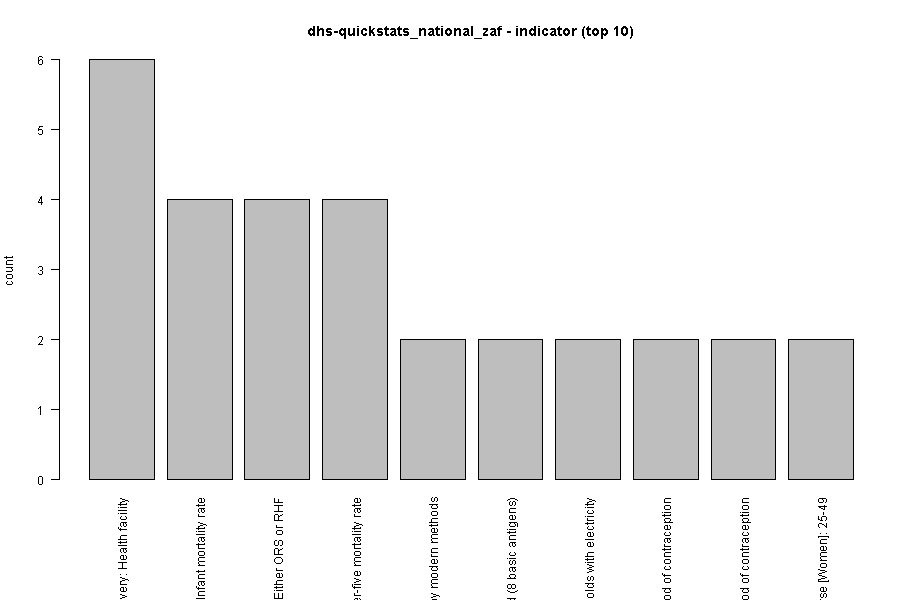 dhs-quickstats_national_zaf - indicator (top 10)
count
6
5
4
3
2
1
0
very: Health facility
Infant mortality rate
Either ORS or RHF
er-five mortality rate
by modern methods
d (8 basic antigens)
olds with electricity
od of contraception
od of contraception
se [Women]: 25-49